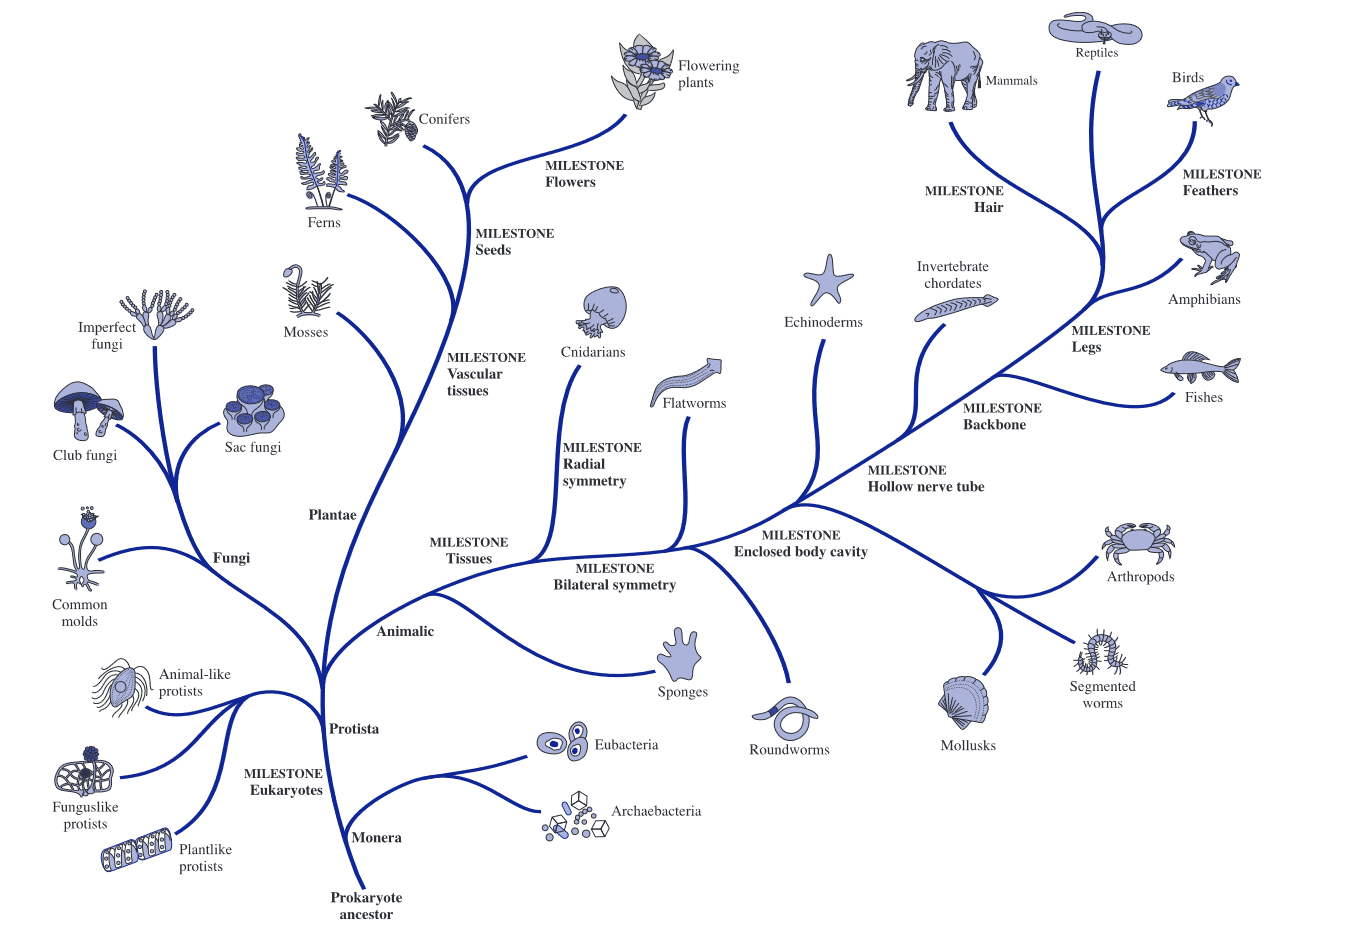 Reptiles
Flowering
plants
Mammals
Birds
Conifers
MILESTONE
Flowers
MILESTONE
Feathers
MILESTONE
Hair
Ferns
MILESTONE
Seeds
Invertebrate
chordates
Amphibians
Echinoderms
Imperfect
fungi
Mosses
MILESTONE
Legs
Cnidarians
MILESTONE
Vascular
tissues
Flatworms
Fishes
MILESTONE
Backbone
Club fungi
Sac fungi
MILESTONE
Radial
symmetry
MILESTONE
Hollow nerve tube
Plantae
MILESTONE
Tissues
MILESTONE
Enclosed body cavity
Fungi
MILESTONE
Bilateral symmetry
Arthropods
Common
molds
Animalic
Animal-like
protists
Sponges
Segmented
worms
Protista
Eubacteria
Roundworms
Mollusks
MILESTONE
Eukaryotes
Funguslike
protists
Archaebacteria
Monera
Plantlike
protists
Prokaryote
ancestor